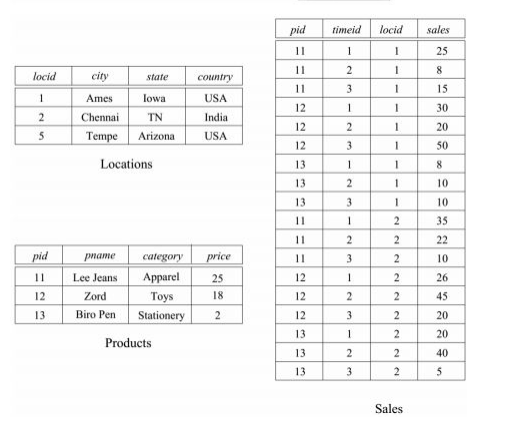 locid city state country
1 Ames Iowa USA
2 Chennai TN India
5 Tempe Arizona USA
Locations
pid pname category price
11 Lee Jeans Apparel 25
12 Zord Toys 18
13 Biro Pen Stationery 2
Products
pid timeid locid sales
11 1 1 25
11 2 1 8
11 3 1 15
12 1 1 30
12 2 1 20
12 3 1 50
13 1 1 8
13 2 1 10
13 3 1 10
11 1 2 35
11 2 2 22
11 3 2 10
12 1 2 26
12 2 2 45
12 3 2 20
13 1 2 20
13 2 2 40
13 3 2 5
Sales